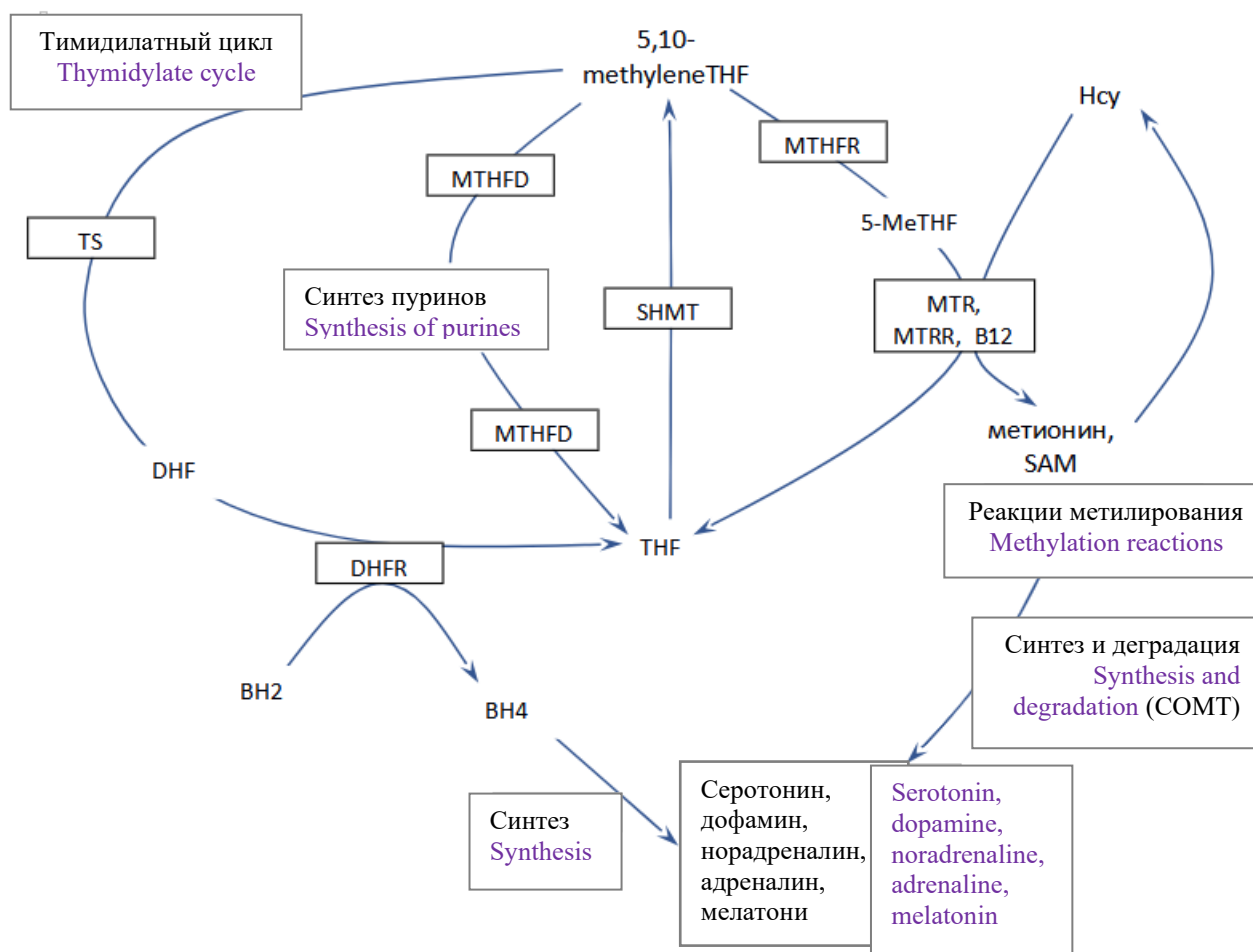 Тимидилатный цикл
Thymidylate cycle
5,10-
methyleneTHF
Hcy
MTHFR
MTHFD
5-MeTHF
TS
Синтез пуринов
Synthesis of purines
SHMT
MTR,
MTRR, B12
MTHFD
метионин,
SAM
DHF
Реакции метилирования
Methylation reactions
THF
DHFR
Синтез и деградация
Synthesis and
degradation (COMT)
BH2
BH4
Синтез
Synthesis
Серотонин,
дофамин,
норадреналин,
адреналин,
мелатони
Serotonin,
dopamine,
noradrenaline,
adrenaline,
melatonin